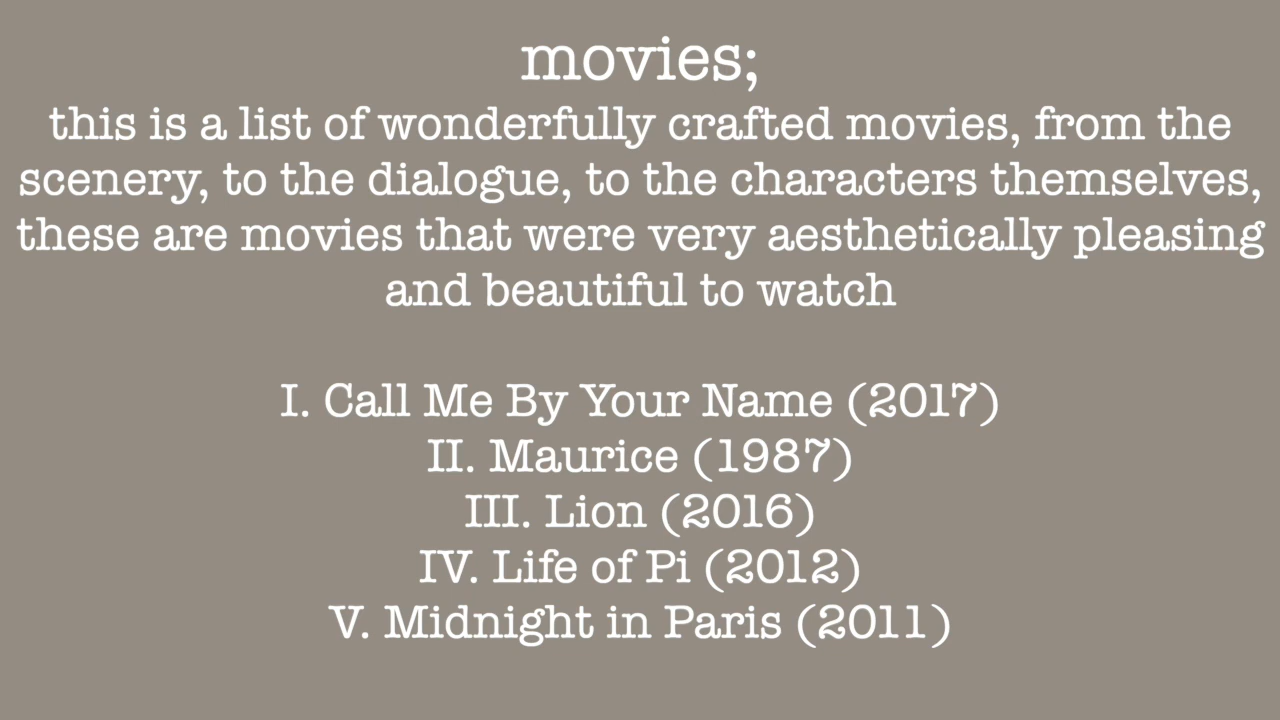 movies;
this is a list of wonderfully crafted movies, from the
scenery, to the dialogue, to the characters themselves,
these are movies that were very aesthetically pleasing
and beautiful to watch
I. Call Me By Your Name (2017)
II. Maurice (1987)
III. Lion (2016)
IV. Life of Pi (2012)
V. Midnight in Paris (2011)